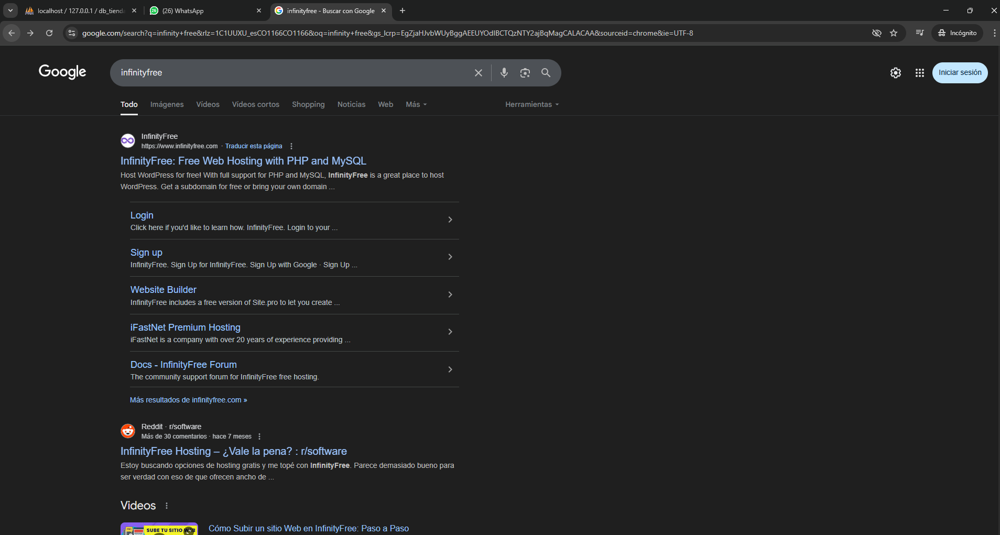 localhost / 127.0.0.1 / db_tienda
(26) WhatsApp
infinityfree - Buscar con Google
google.com/search?q=infinity+free&rlz=1C1UUXU_esCO1166CO1166&oq=infinity+free&gs_lcrp=EgZjaHJvbWUyBggAEEUYOdIBCTQzNTY2ajBqMagCALACAA&sourceid=chrome&ie=UTF-8
Incógnito
Google
infinityfree
Iniciar sesión
Todo
Imágenes
Vídeos
Vídeos cortos
Shopping
Noticias
Web
Más
Herramientas
InfinityFree
https://www.infinityfree.com · Traducir esta página
InfinityFree: Free Web Hosting with PHP and MySQL
Host WordPress for free! With full support for PHP and MySQL, InfinityFree is a great place to host
WordPress. Get a subdomain for free or bring your own domain ...
Login
Click here if you'd like to learn how. InfinityFree. Login to your ...
Sign up
InfinityFree. Sign Up for InfinityFree. Sign Up with Google · Sign Up ...
Website Builder
InfinityFree includes a free version of Site.pro to let you create ...
iFastNet Premium Hosting
iFastNet is a company with over 20 years of experience providing ...
Docs - InfinityFree Forum
The community support forum for InfinityFree free hosting.
Más resultados de infinityfree.com »
Reddit · r/software
Más de 30 comentarios · hace 7 meses
InfinityFree Hosting – ¿Vale la pena? : r/software
Estoy buscando opciones de hosting gratis y me topé con InfinityFree. Parece demasiado bueno para
ser verdad con eso de que ofrecen ancho de ...
Videos
SUBE TU SITIO WEB
Cómo Subir un sitio Web en InfinityFree: Paso a Paso